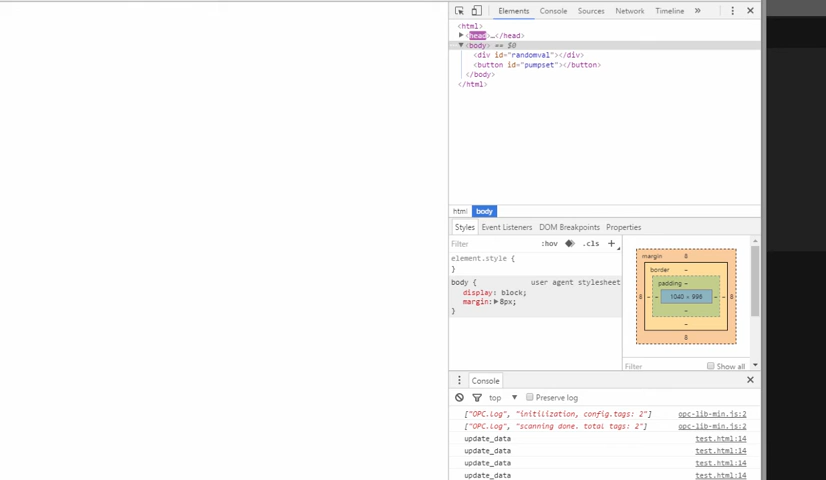 Elements Console Sources Network Timeline »
<html>
▶ <head>…</head>
▼ <body> == $0
<div id="randomval"></div>
<button id="pumpset"></button>
</body>
</html>
html body
Styles Event Listeners DOM Breakpoints Properties
Filter :hov .cls +
element.style {
}
body { user agent stylesheet
display: block;
margin: ▶ 8px;
}
margin 8
border –
padding –
8 – – 1040 × 996 – – 8
–
–
8
Filter Show all
Console
top ▼ Preserve log
["OPC.Log", "initilization, config.tags: 2"] opc-lib-min.js:2
["OPC.Log", "scanning done. total tags: 2"] opc-lib-min.js:2
update_data test.html:14
update_data test.html:14
update_data test.html:14
update_data test.html:14